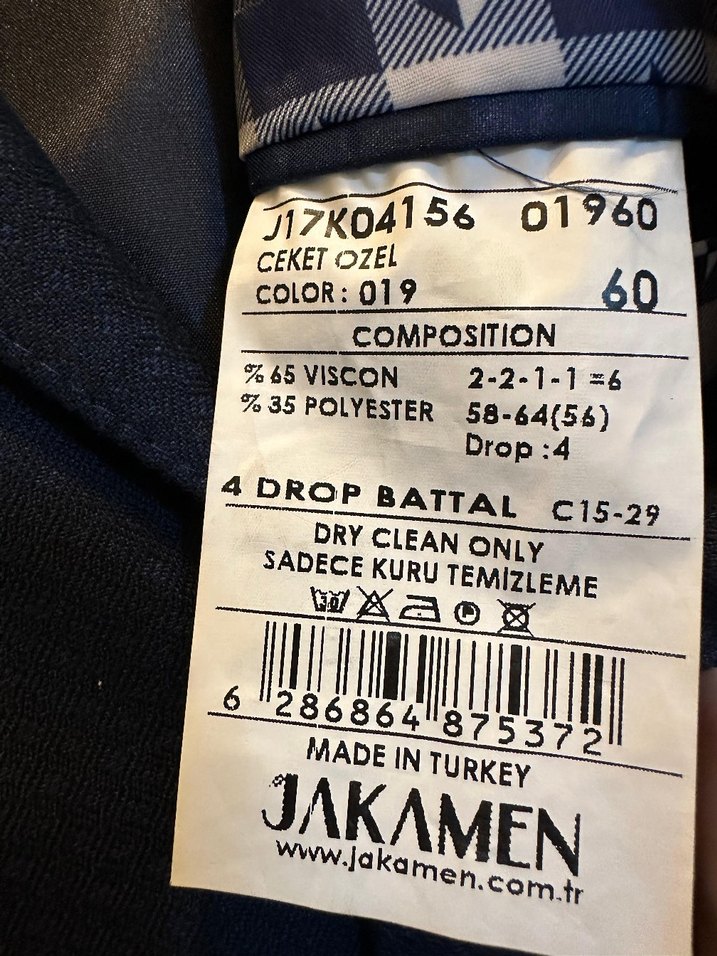 J17K04156 01960
CEKET OZEL
COLOR: 019 60
COMPOSITION
% 65 VISCON 2-2-1-1 =6
% 35 POLYESTER 58-64(56)
Drop :4
4 DROP BATTAL C15-29
DRY CLEAN ONLY
SADECE KURU TEMİZLEME
P
6 286864 875372
MADE IN TURKEY
JAKAMEN
www.jakamen.com.tr